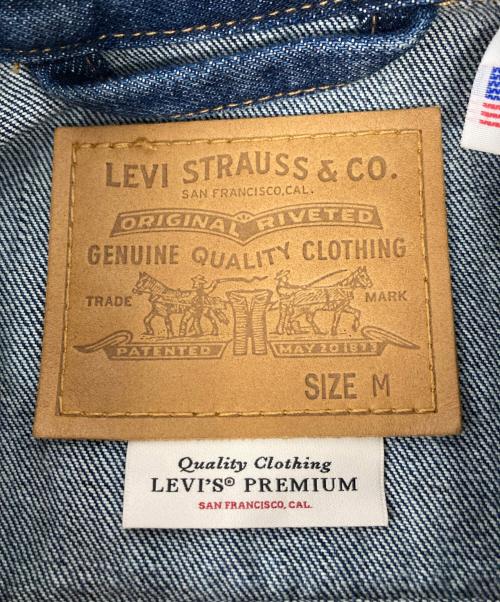 LEVI STRAUSS & CO.
SAN FRANCISCO, CAL.
ORIGINAL RIVETED
GENUINE QUALITY CLOTHING
TRADE MARK
PATENTED MAY 20 1873
SIZE M
Quality Clothing
LEVI'S® PREMIUM
SAN FRANCISCO, CAL.